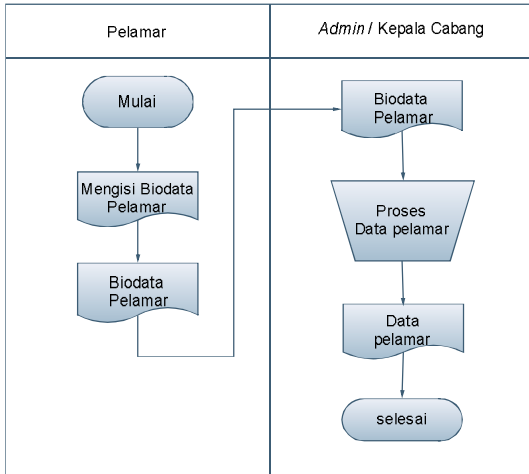 Pelamar
Admin / Kepala Cabang
Mulai
Mengisi Biodata
Pelamar
Biodata
Pelamar
Biodata
Pelamar
Proses
Data pelamar
Data
pelamar
selesai